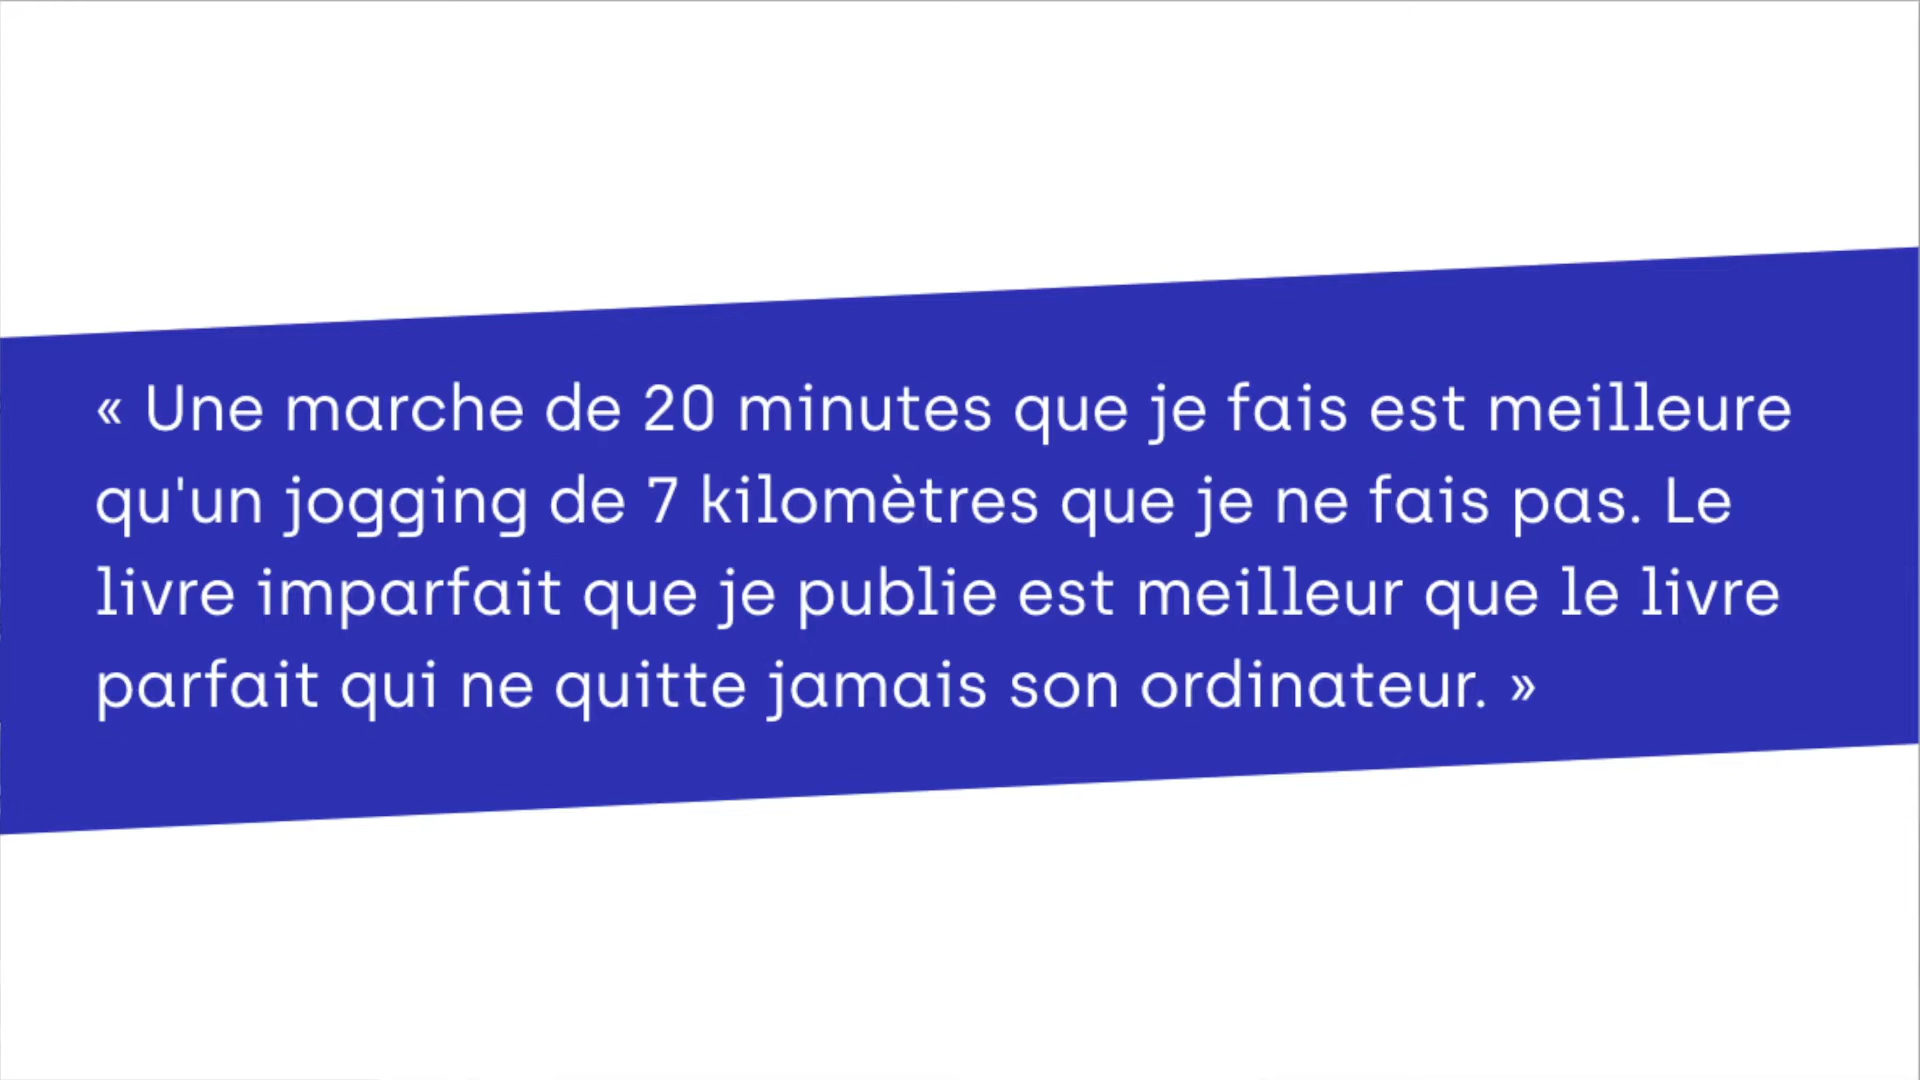 « Une marche de 20 minutes que je fais est meilleure
qu'un jogging de 7 kilomètres que je ne fais pas. Le
livre imparfait que je publie est meilleur que le livre
parfait qui ne quitte jamais son ordinateur. »